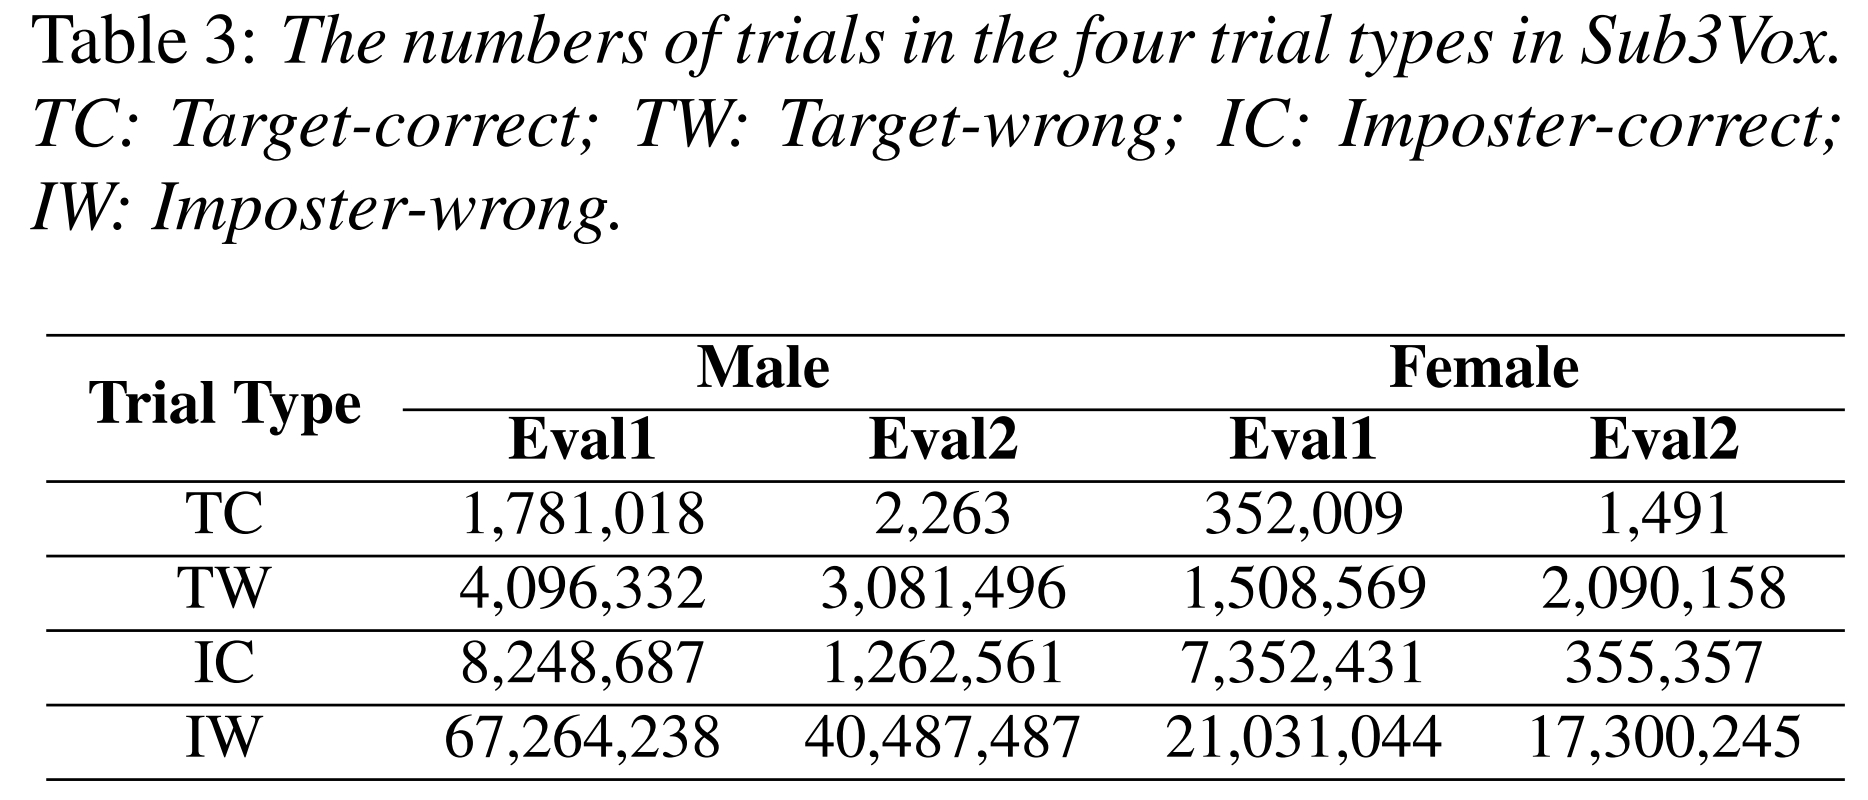 Table 3: The numbers of trials in the four trial types in Sub3Vox.
TC: Target-correct; TW: Target-wrong; IC: Imposter-correct;
IW: Imposter-wrong.
Trial Type Male Female
Eval1 Eval2 Eval1 Eval2
TC 1,781,018 2,263 352,009 1,491
TW 4,096,332 3,081,496 1,508,569 2,090,158
IC 8,248,687 1,262,561 7,352,431 355,357
IW 67,264,238 40,487,487 21,031,044 17,300,245